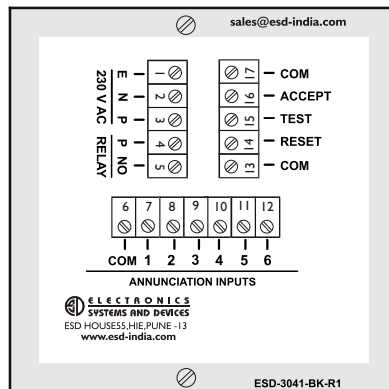 sales@esd-india.com
230 V AC
RELAY
E 1
N 2
P 3
P 4
NO 5
17 COM
16 ACCEPT
15 TEST
14 RESET
13 COM
6 7 8 9 10 11 12
COM 1 2 3 4 5 6
ANNUNCIATION INPUTS
ESD ELECTRONICS
SYSTEMS AND DEVICES
ESD HOUSE55,HIE,PUNE -13
www.esd-india.com
ESD-3041-BK-R1